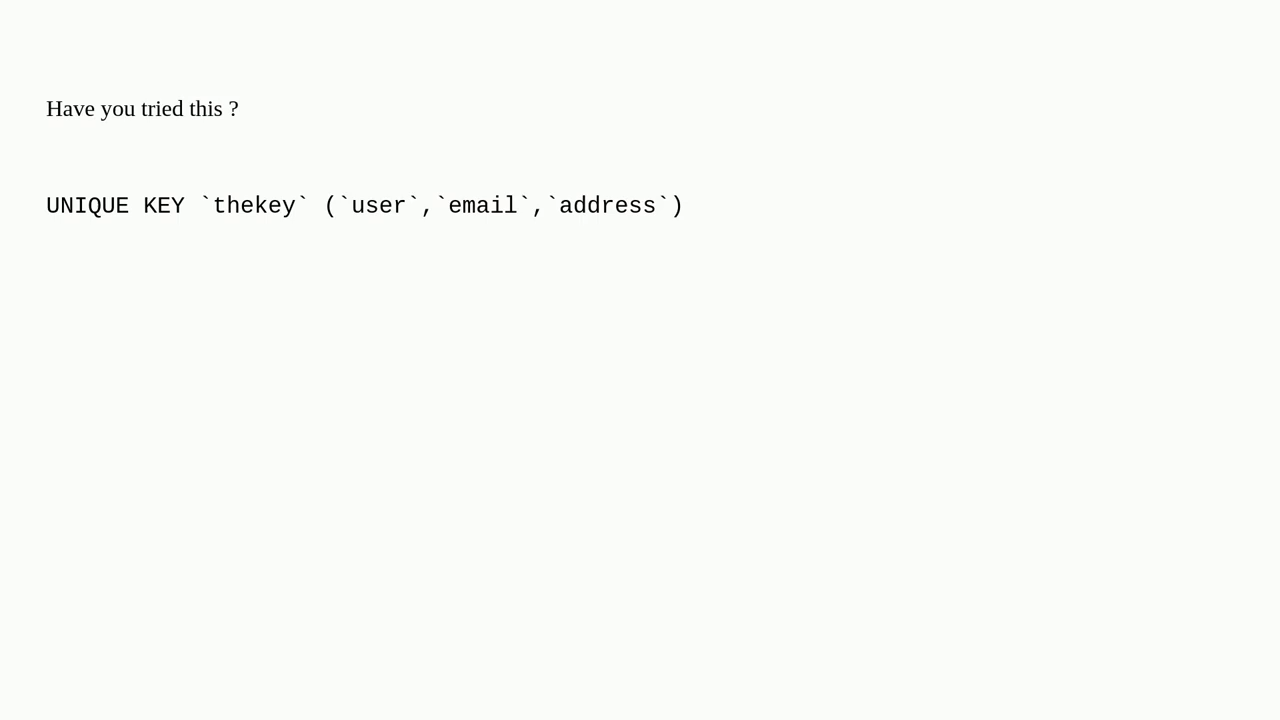 Have you tried this ?
UNIQUE KEY `thekey` (`user`,`email`,`address`)